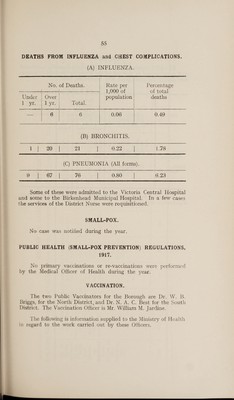 55
DEATHS FROM INFLUENZA and CHEST COMPLICATIONS.
(A) INFLUENZA.
No. of Deaths. Rate per 1,000 of population Percentage of total deaths
Under 1 yr. Over 1 yr. Total.
— 6 6 0.06 0.49
(B) BRONCHITIS.
1 20 21 0.22 1.78
(C) PNEUMONIA (All forms).
9 67 76 0.80 6.23
Some of these were admitted to the Victoria Central Hospital
and some to the Birkenhead Municipal Hospital. In a few cases
the services of the District Nurse were requisitioned.
SMALL-POX.
No case was notified during the year.
PUBLIC HEALTH (SMALL-POX PREVENTION) REGULATIONS,
1917.
No primary vaccinations or re-vaccinations were performed
by the Medical Officer of Health during the year.
VACCINATION.
The two Public Vaccinators for the Borough are Dr. W. B.
Briggs, for the North District, and Dr. N. A. C. Beat for the South
District. The Vaccination Officer is Mr. William M. Jardine.
The following is information supplied to the Ministry of Health
in regard to the work carried out by these Officers.